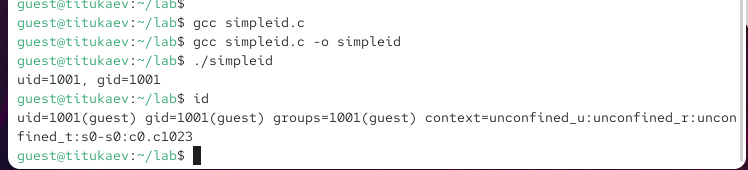 guest@titukaev:~/lab$
guest@titukaev:~/lab$ gcc simpleid.c
guest@titukaev:~/lab$ gcc simpleid.c -o simpleid
guest@titukaev:~/lab$ ./simpleid
uid=1001, gid=1001
guest@titukaev:~/lab$ id
uid=1001(guest) gid=1001(guest) groups=1001(guest) context=unconfined_u:unconfined_r:uncon
fined_t:s0-s0:c0.c1023
guest@titukaev:~/lab$